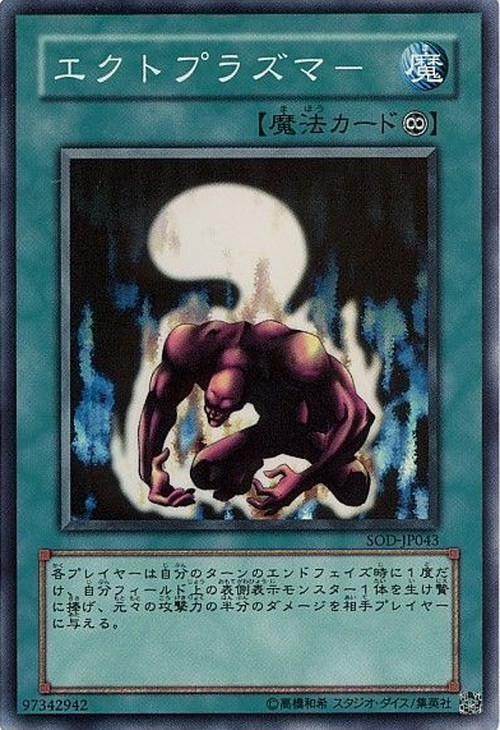 エクトプラズマー
魔
【魔法カード∞】
SOD-JP043
各プレイヤーは自分のターンのエンドフェイズ時に1度だ
け、自分フィールド上の表側表示モンスター1体を生け贄
に捧げ、元々の攻撃力の半分のダメージを相手プレイヤー
に与える。
97342942
©高橋和希 スタジオ・ダイス/集英社